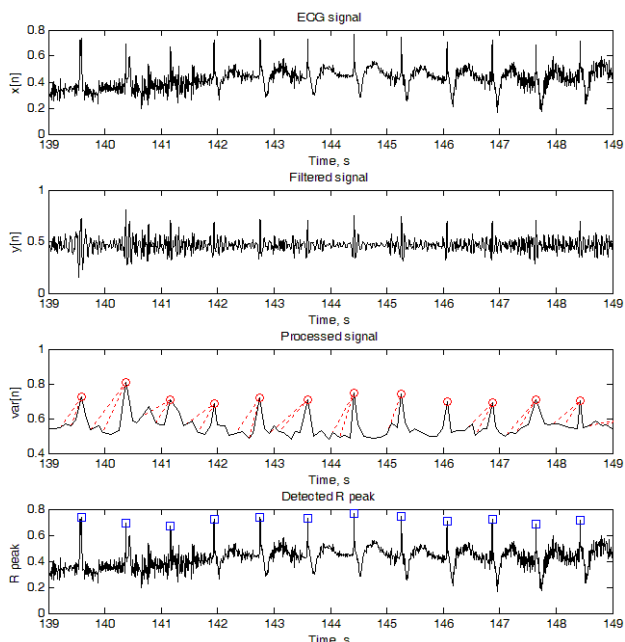 ECG signal
0.8
0.6
0.4
0.2
0
x[n]
139 140 141 142 143 144 145 146 147 148 149
Time, s
Filtered signal
1
0.5
0
y[n]
139 140 141 142 143 144 145 146 147 148 149
Time, s
Processed signal
1
0.8
0.6
0.4
var[n]
139 140 141 142 143 144 145 146 147 148 149
Time, s
Detected R peak
0.8
0.6
0.4
0.2
0
R peak
139 140 141 142 143 144 145 146 147 148 149
Time, s